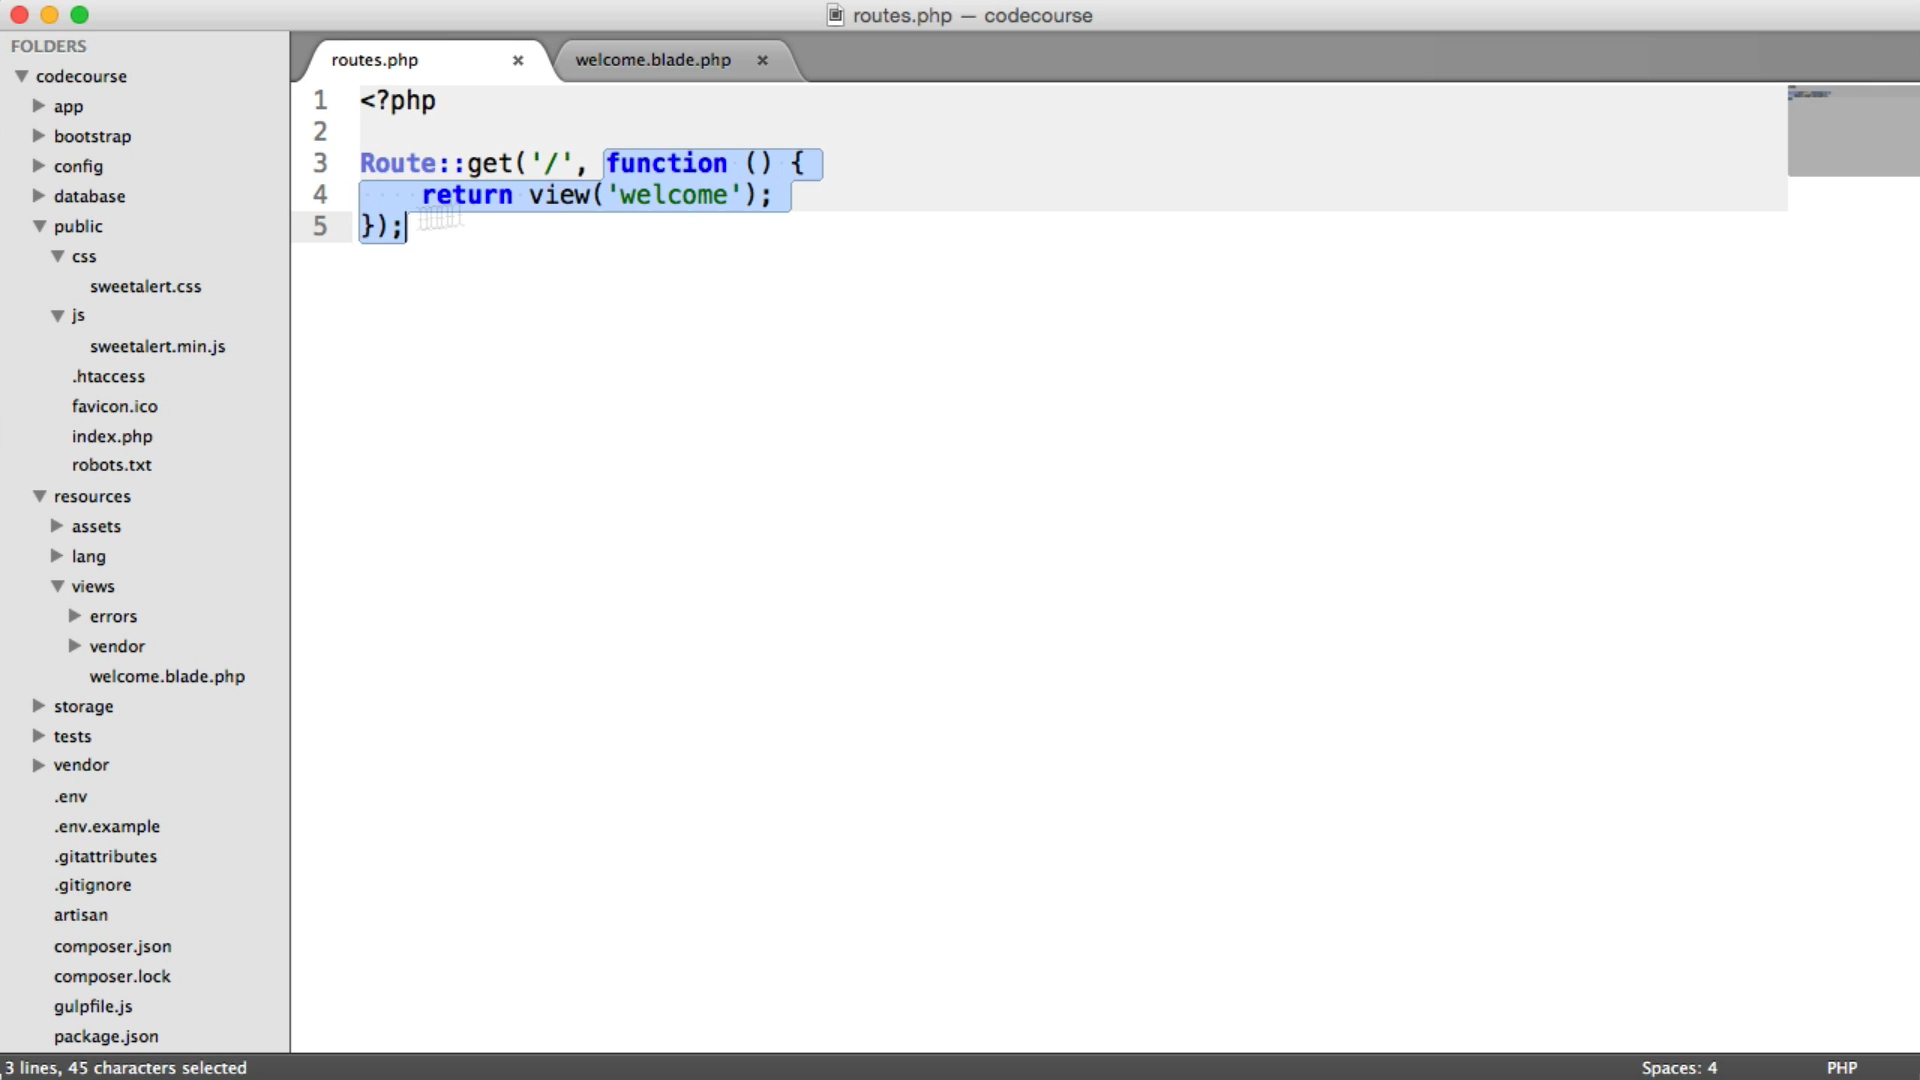 routes.php — codecourse
FOLDERS
codecourse
app
bootstrap
config
database
public
css
sweetalert.css
js
sweetalert.min.js
.htaccess
favicon.ico
index.php
robots.txt
resources
assets
lang
views
errors
vendor
welcome.blade.php
storage
tests
vendor
.env
.env.example
.gitattributes
.gitignore
artisan
composer.json
composer.lock
gulpfile.js
package.json
routes.php × welcome.blade.php ×
1 <?php
2
3 Route::get('/', function () {
4 return view('welcome');
5 });
3 lines, 45 characters selected Spaces: 4 PHP